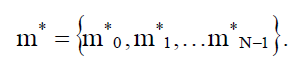 m* = {m*₀, m*₁, …m*N−1}.